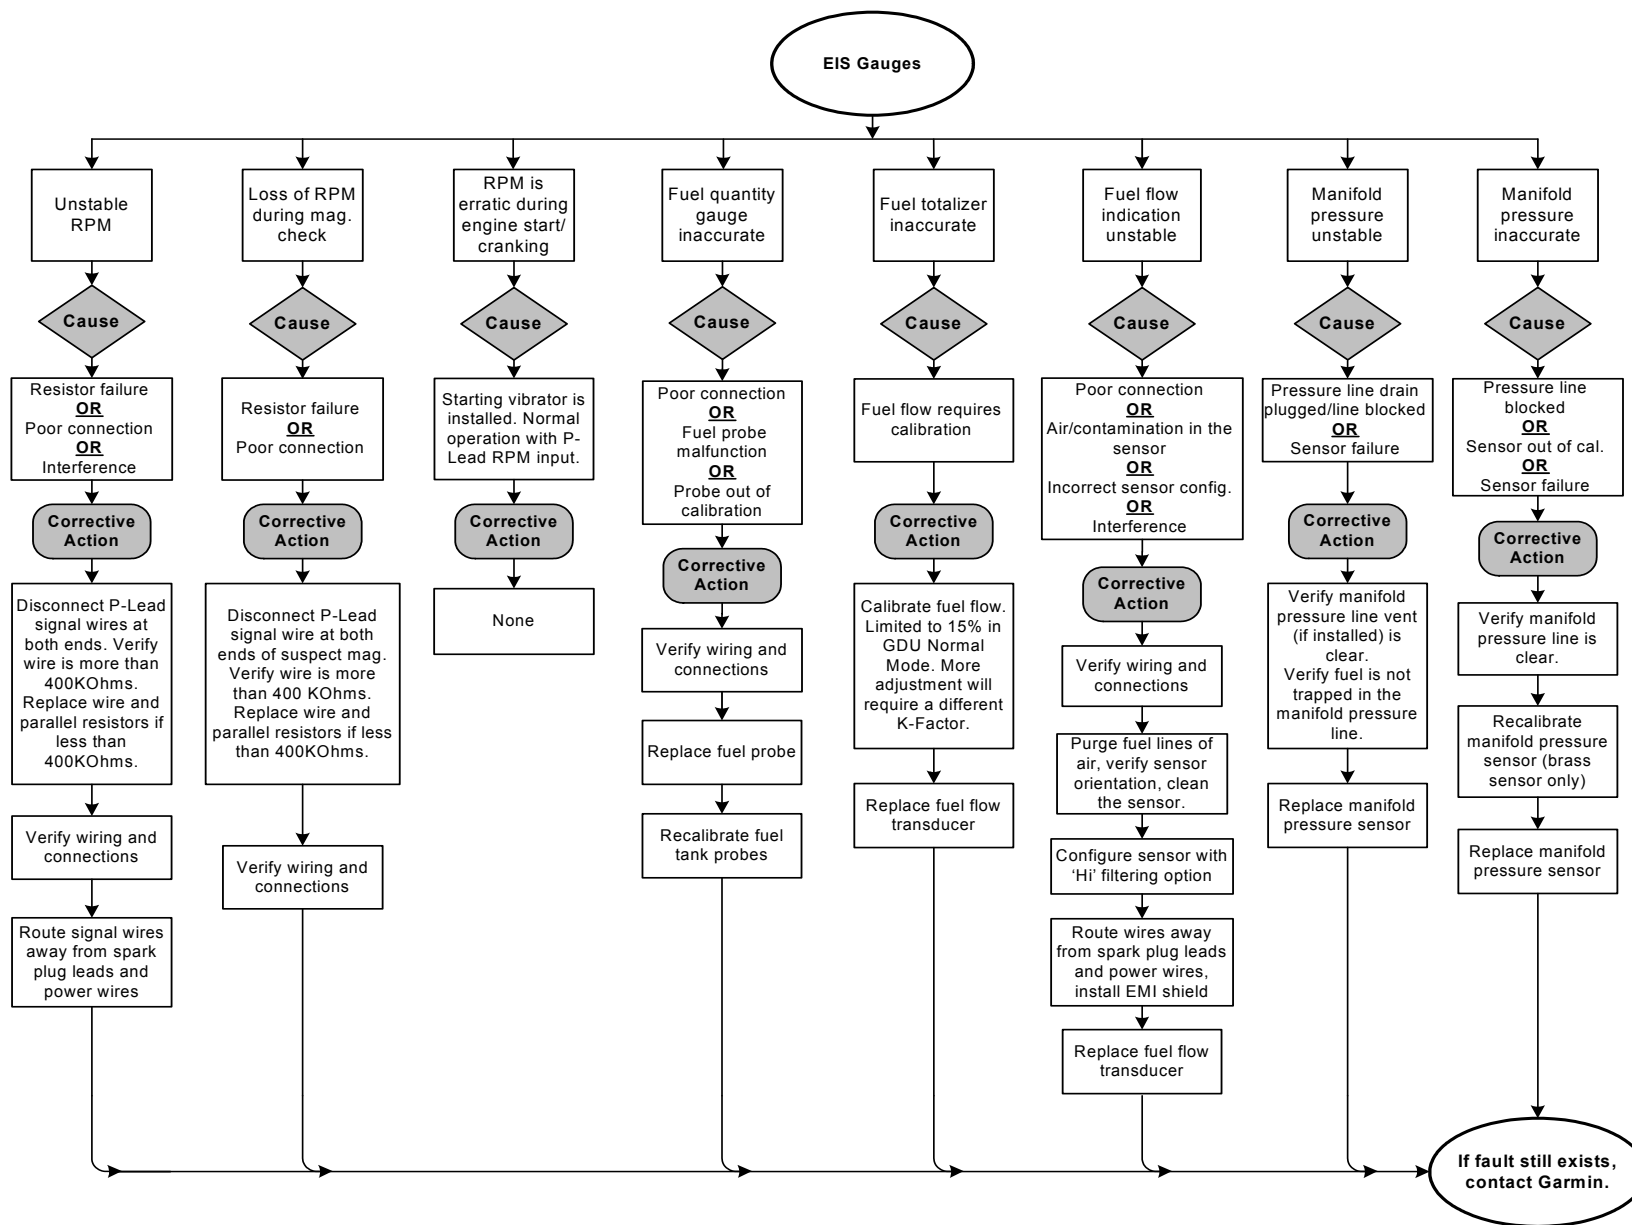 EIS Gauges
Unstable
RPM
Loss of RPM
during mag.
check
RPM is
erratic during
engine start/
cranking
Fuel quantity
gauge
inaccurate
Fuel totalizer
inaccurate
Fuel flow
indication
unstable
Manifold
pressure
unstable
Manifold
pressure
inaccurate
Cause
Cause
Cause
Cause
Cause
Cause
Cause
Cause
Resistor failure
OR
Poor connection
OR
Interference
Resistor failure
OR
Poor connection
Starting vibrator is
installed. Normal
operation with P-
Lead RPM input.
Poor connection
OR
Fuel probe
malfunction
OR
Probe out of
calibration
Fuel flow requires
calibration
Poor connection
OR
Air/contamination in the
sensor
OR
Incorrect sensor config.
OR
Interference
Pressure line drain
plugged/line blocked
OR
Sensor failure
Pressure line
blocked
OR
Sensor out of cal.
OR
Sensor failure
Corrective
Action
Corrective
Action
Corrective
Action
Corrective
Action
Corrective
Action
Corrective
Action
Corrective
Action
Corrective
Action
Disconnect P-Lead
signal wires at
both ends. Verify
wire is more than
400KOhms.
Replace wire and
parallel resistors if
less than
400KOhms.
Verify wiring and
connections
Route signal wires
away from spark
plug leads and
power wires
Disconnect P-Lead
signal wire at both
ends of suspect mag.
Verify wire is more
than 400 KOhms.
Replace wire and
parallel resistors if less
than 400KOhms.
Verify wiring and
connections
None
Verify wiring and
connections
Replace fuel probe
Recalibrate fuel
tank probes
Calibrate fuel flow.
Limited to 15% in
GDU Normal
Mode. More
adjustment will
require a different
K-Factor.
Replace fuel flow
transducer
Verify wiring and
connections
Purge fuel lines of
air, verify sensor
orientation, clean
the sensor.
Configure sensor with
‘Hi’ filtering option
Route wires away
from spark plug leads
and power wires,
install EMI shield
Replace fuel flow
transducer
Verify manifold
pressure line vent
(if installed) is
clear.
Verify fuel is not
trapped in the
manifold pressure
line.
Replace manifold
pressure sensor
Verify manifold
pressure line is
clear.
Recalibrate
manifold pressure
sensor (brass
sensor only)
Replace manifold
pressure sensor
If fault still exists,
contact Garmin.